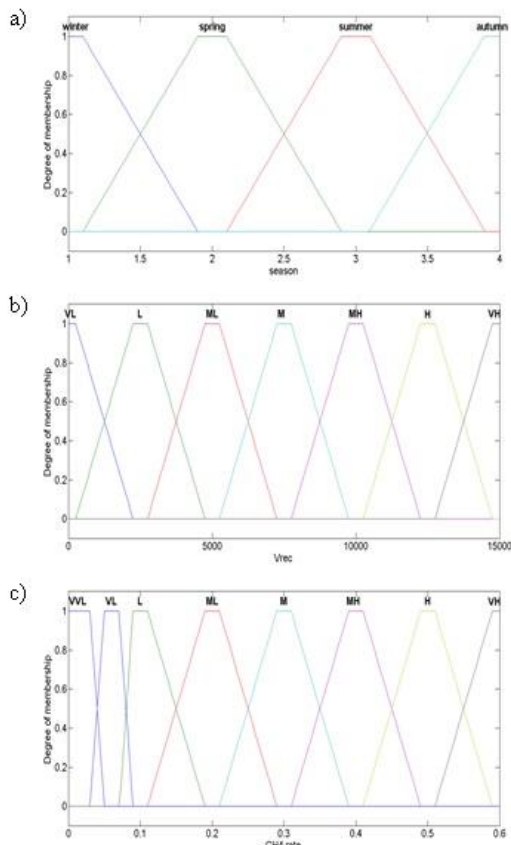 a)
winter spring summer autumn
1
0.8
0.6
0.4
0.2
0
Degree of membership
1 1.5 2 2.5 3 3.5 4
season
b)
VL L ML M MH H VH
1
0.8
0.6
0.4
0.2
0
Degree of membership
0 5000 10000 15000
Vrec
c)
VVL VL L ML M MH H VH
1
0.8
0.6
0.4
0.2
0
Degree of membership
0 0.1 0.2 0.3 0.4 0.5 0.6
CH4 rate